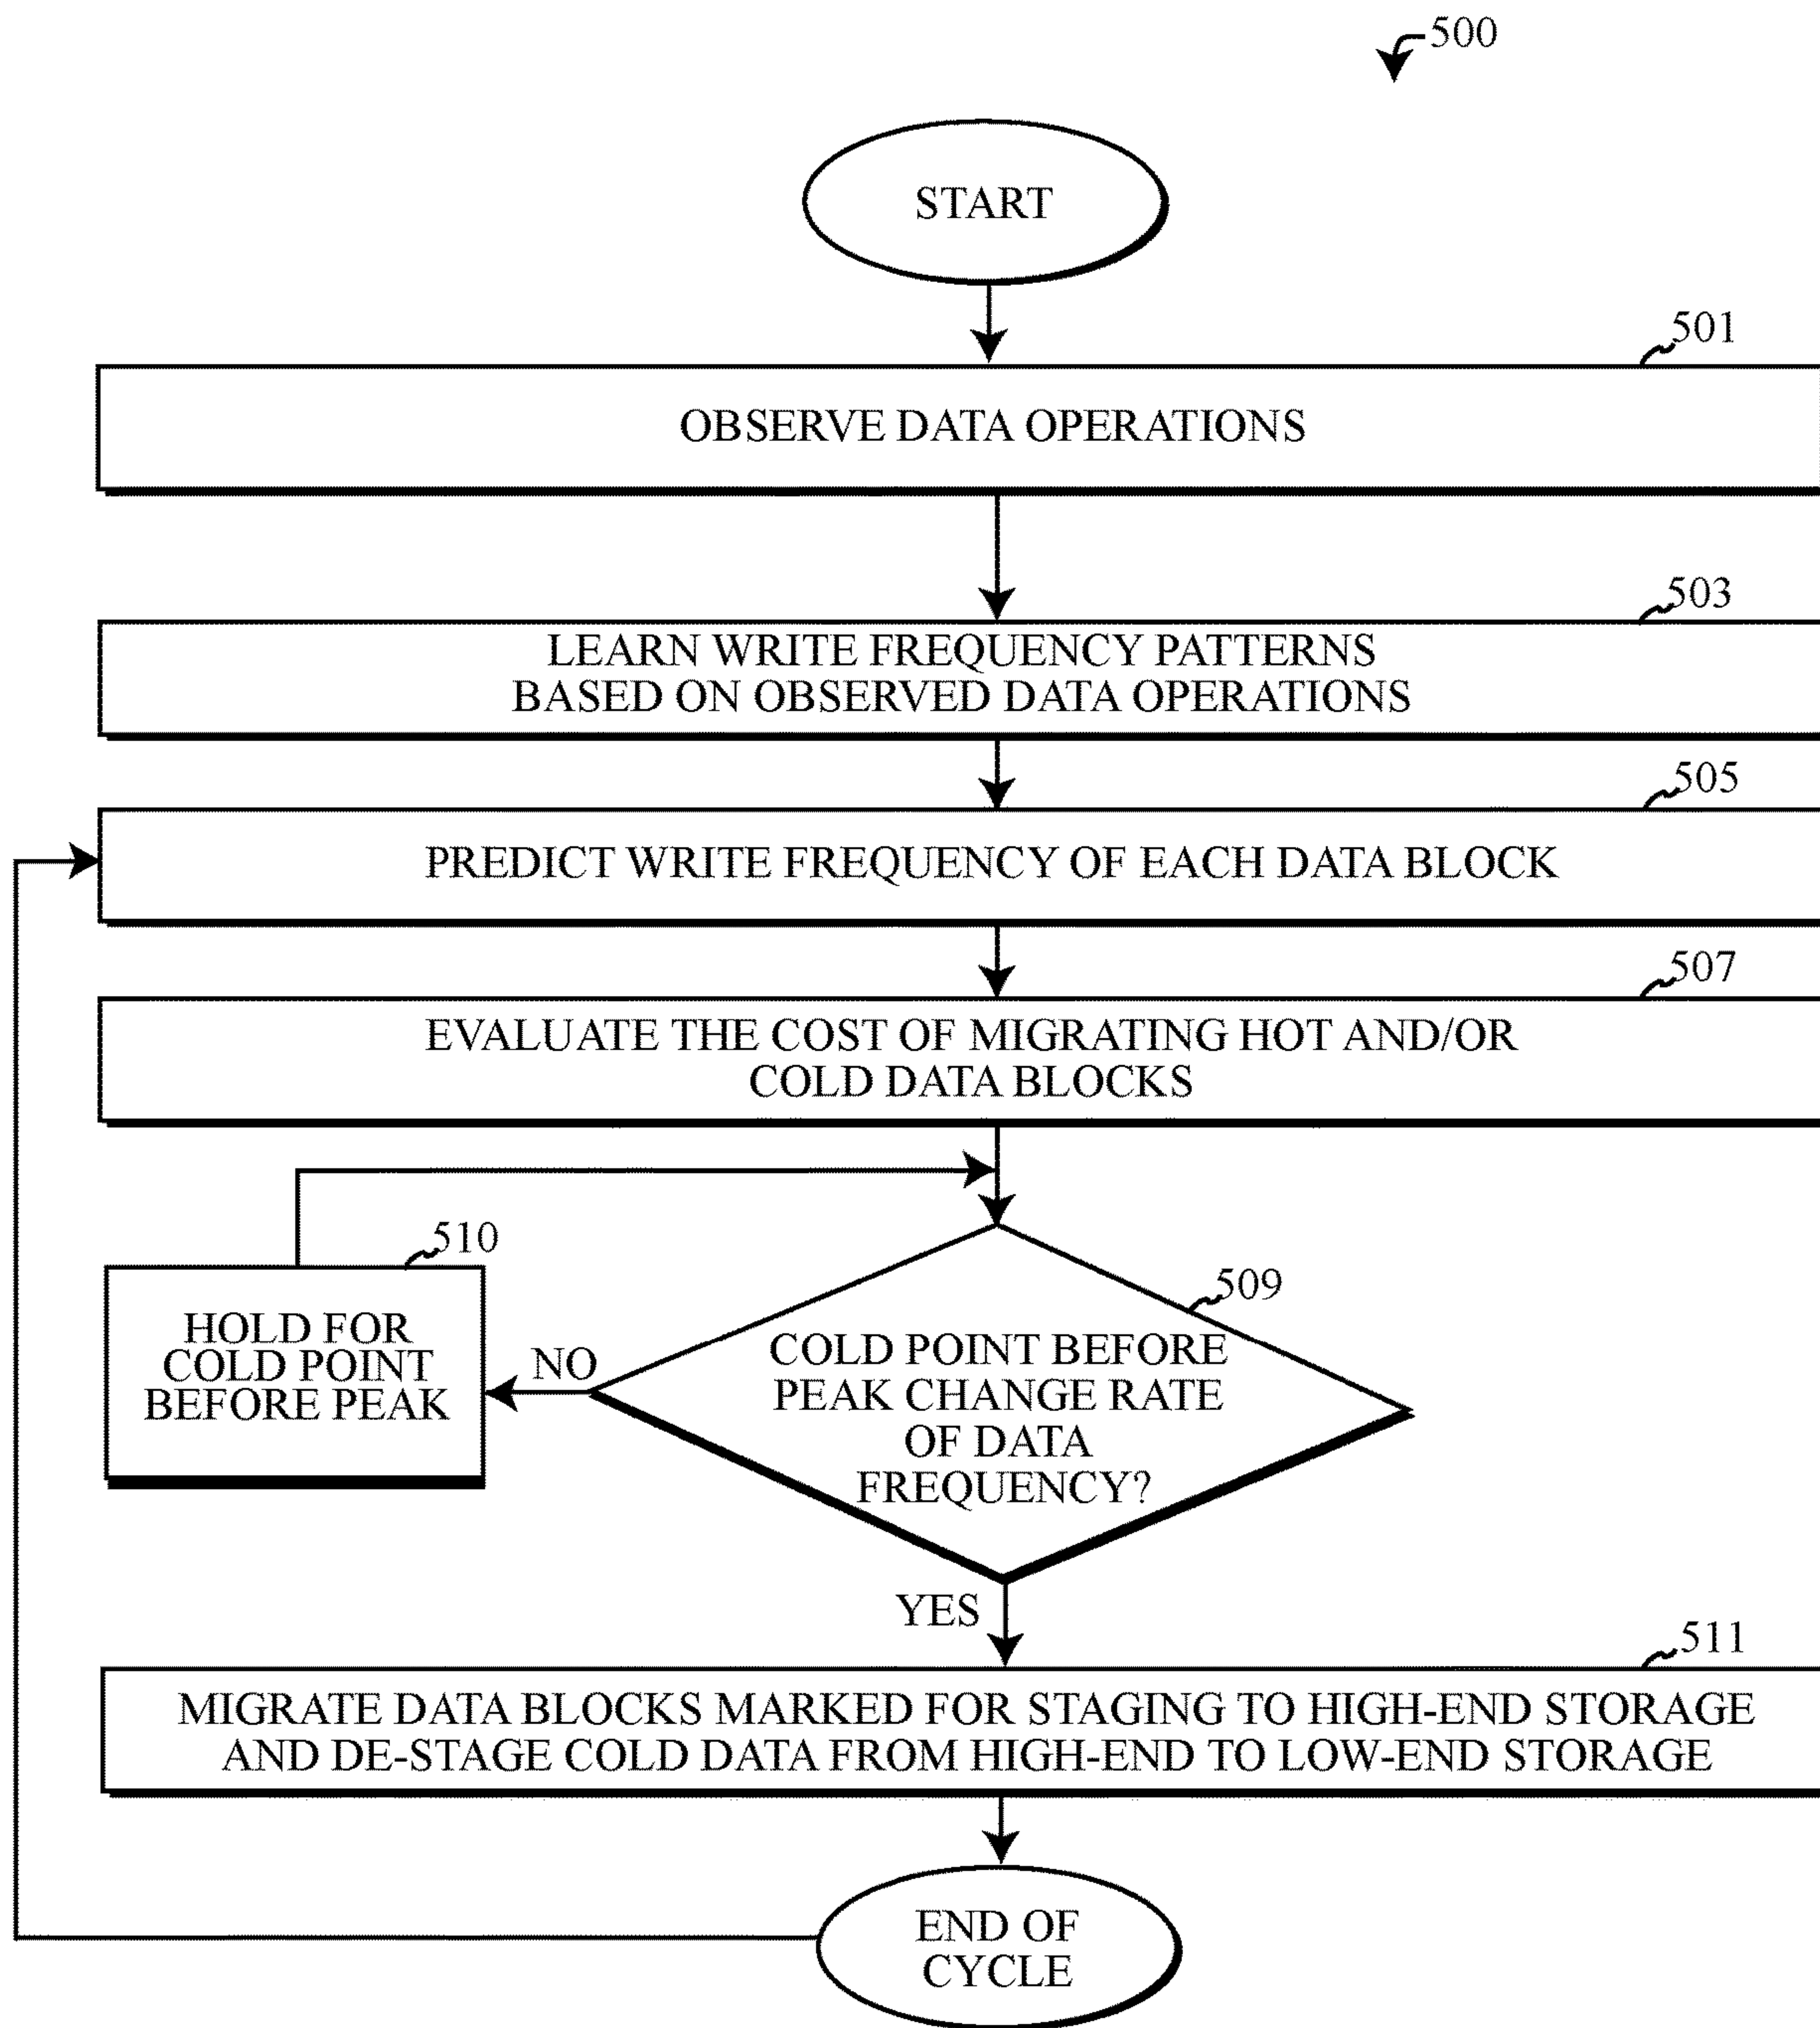 500
START
501
OBSERVE DATA OPERATIONS
503
LEARN WRITE FREQUENCY PATTERNS
BASED ON OBSERVED DATA OPERATIONS
505
PREDICT WRITE FREQUENCY OF EACH DATA BLOCK
507
EVALUATE THE COST OF MIGRATING HOT AND/OR
COLD DATA BLOCKS
510
HOLD FOR
COLD POINT
BEFORE PEAK
NO
509
COLD POINT BEFORE
PEAK CHANGE RATE
OF DATA
FREQUENCY?
YES
511
MIGRATE DATA BLOCKS MARKED FOR STAGING TO HIGH-END STORAGE
AND DE-STAGE COLD DATA FROM HIGH-END TO LOW-END STORAGE
END OF
CYCLE